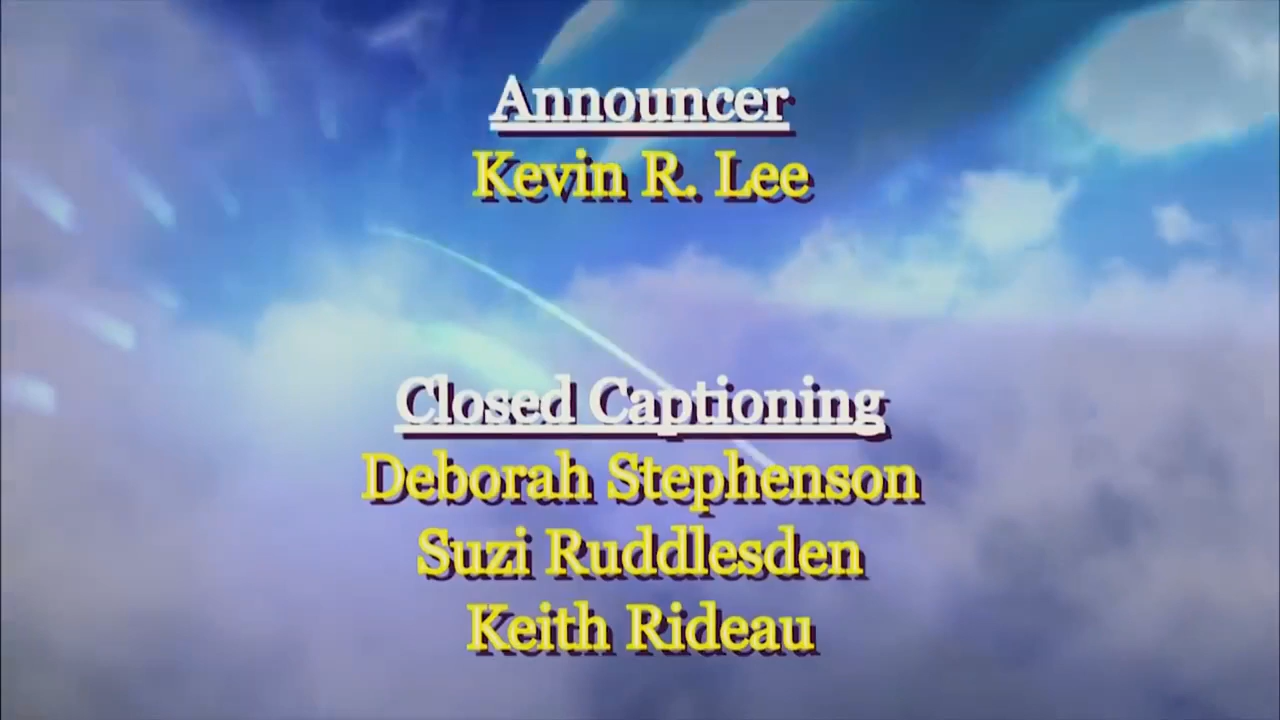 Announcer
Kevin R. Lee
Closed Captioning
Deborah Stephenson
Suzi Ruddlesden
Keith Rideau